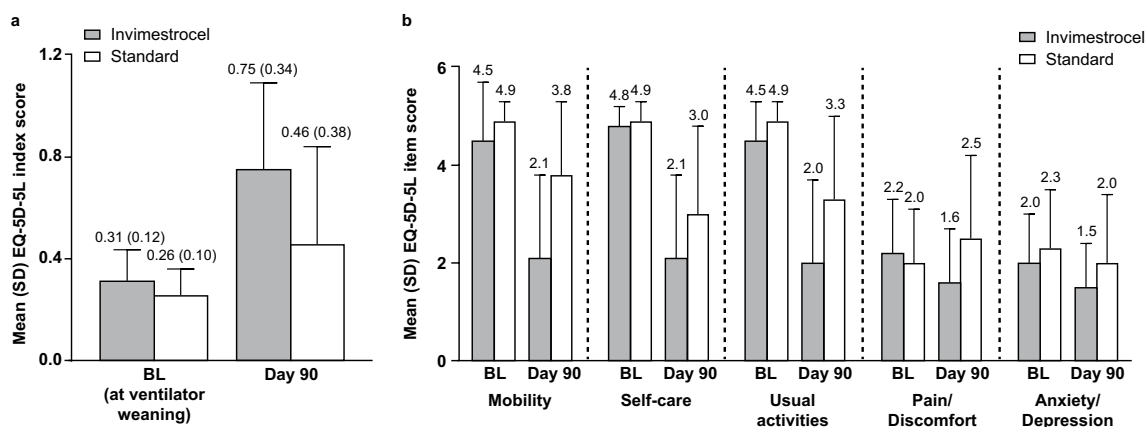 a
Invimestrocel
Standard
Mean (SD) EQ-5D-5L index score
1.2
0.8
0.4
0.0
0.31 (0.12)
0.26 (0.10)
0.75 (0.34)
0.46 (0.38)
BL
(at ventilator
weaning)
Day 90
b
Invimestrocel
Standard
Mean (SD) EQ-5D-5L item score
6
4
2
0
4.5 4.9 2.1 3.8
4.8 4.9 2.1 3.0
4.5 4.9 2.0 3.3
2.2 2.0 1.6 2.5
2.0 2.3 1.5 2.0
BL Day 90 BL Day 90 BL Day 90 BL Day 90 BL Day 90
Mobility
Self-care
Usual
activities
Pain/
Discomfort
Anxiety/
Depression